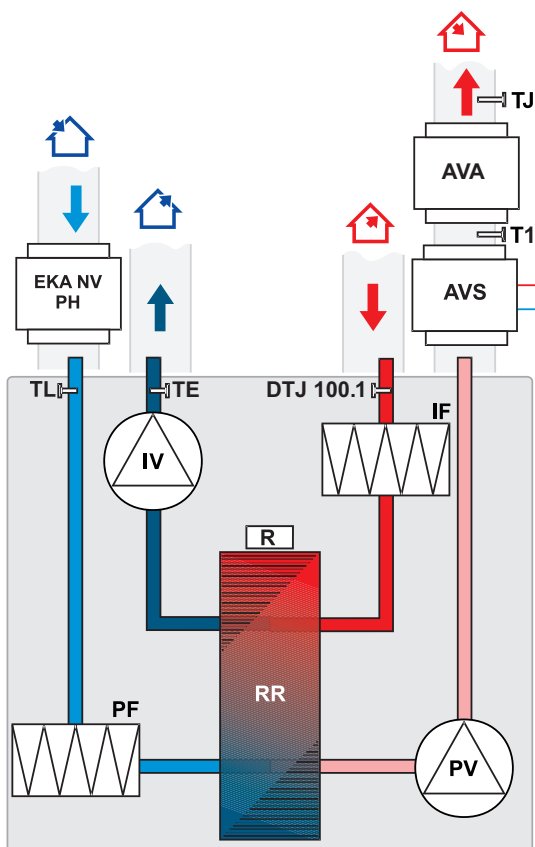 TJ
AVA
T1
EKA NV
PH
AVS
TL
TE
DTJ 100.1
IF
IV
R
RR
PF
PV